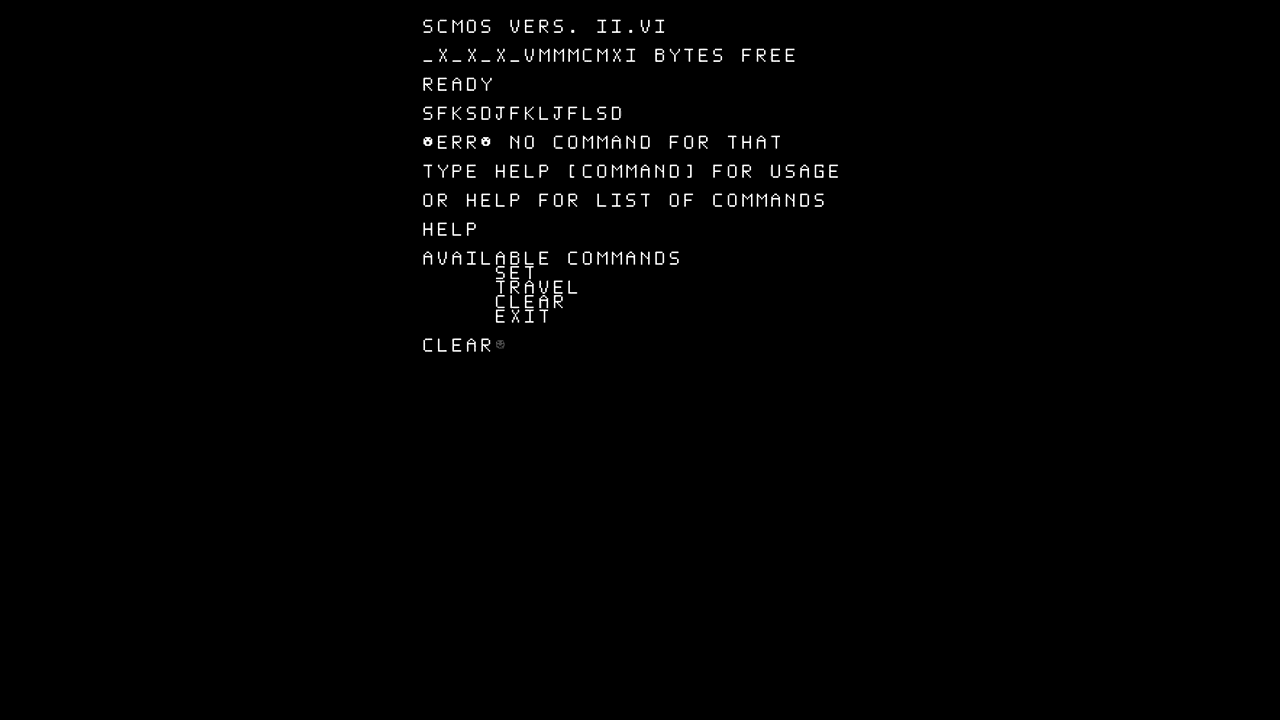 SCMOS VERS. II.VI
_X_X_X_VMMMCMXI BYTES FREE
READY
SFKSDJFKLJFLSD
☻ERR☻ NO COMMAND FOR THAT
TYPE HELP [COMMAND] FOR USAGE
OR HELP FOR LIST OF COMMANDS
HELP
AVAILABLE COMMANDS
SET
TRAVEL
CLEAR
EXIT
CLEAR